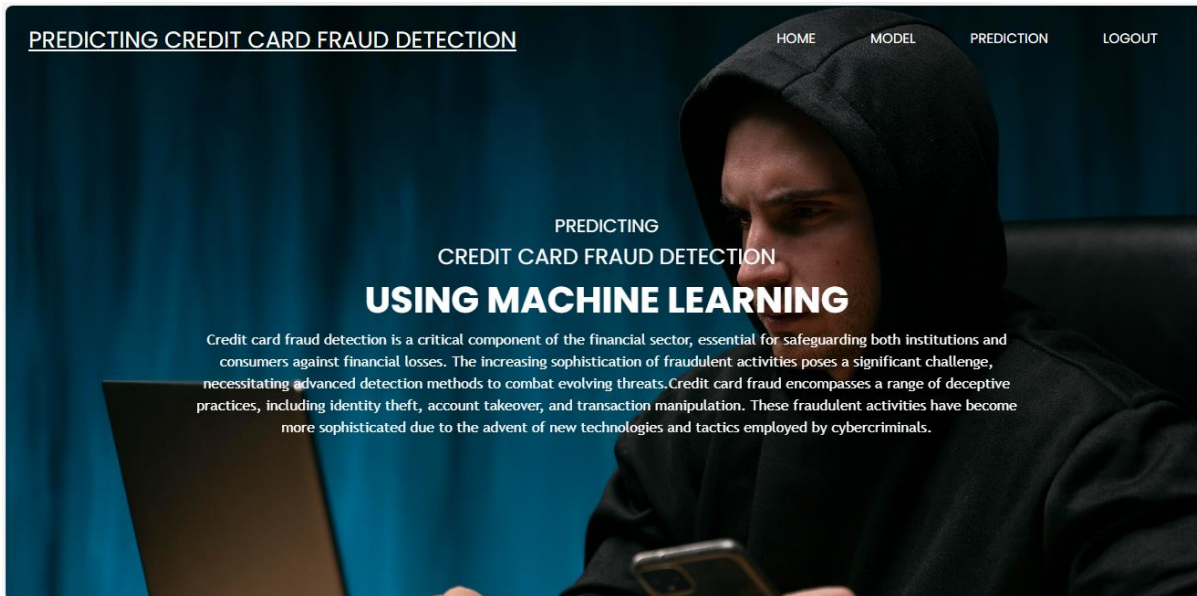 PREDICTING CREDIT CARD FRAUD DETECTION
HOME
MODEL
PREDICTION
LOGOUT
PREDICTING
CREDIT CARD FRAUD DETECTION
USING MACHINE LEARNING
Credit card fraud detection is a critical component of the financial sector, essential for safeguarding both institutions and
consumers against financial losses. The increasing sophistication of fraudulent activities poses a significant challenge,
necessitating advanced detection methods to combat evolving threats.Credit card fraud encompasses a range of deceptive
practices, including identity theft, account takeover, and transaction manipulation. These fraudulent activities have become
more sophisticated due to the advent of new technologies and tactics employed by cybercriminals.